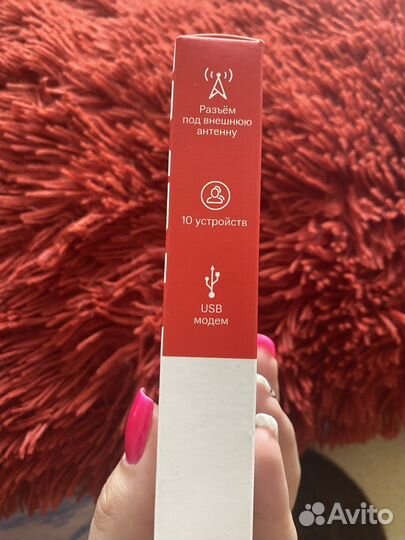 Разъём
под внешнюю
антенну
10 устройств
USB
модем
Avito